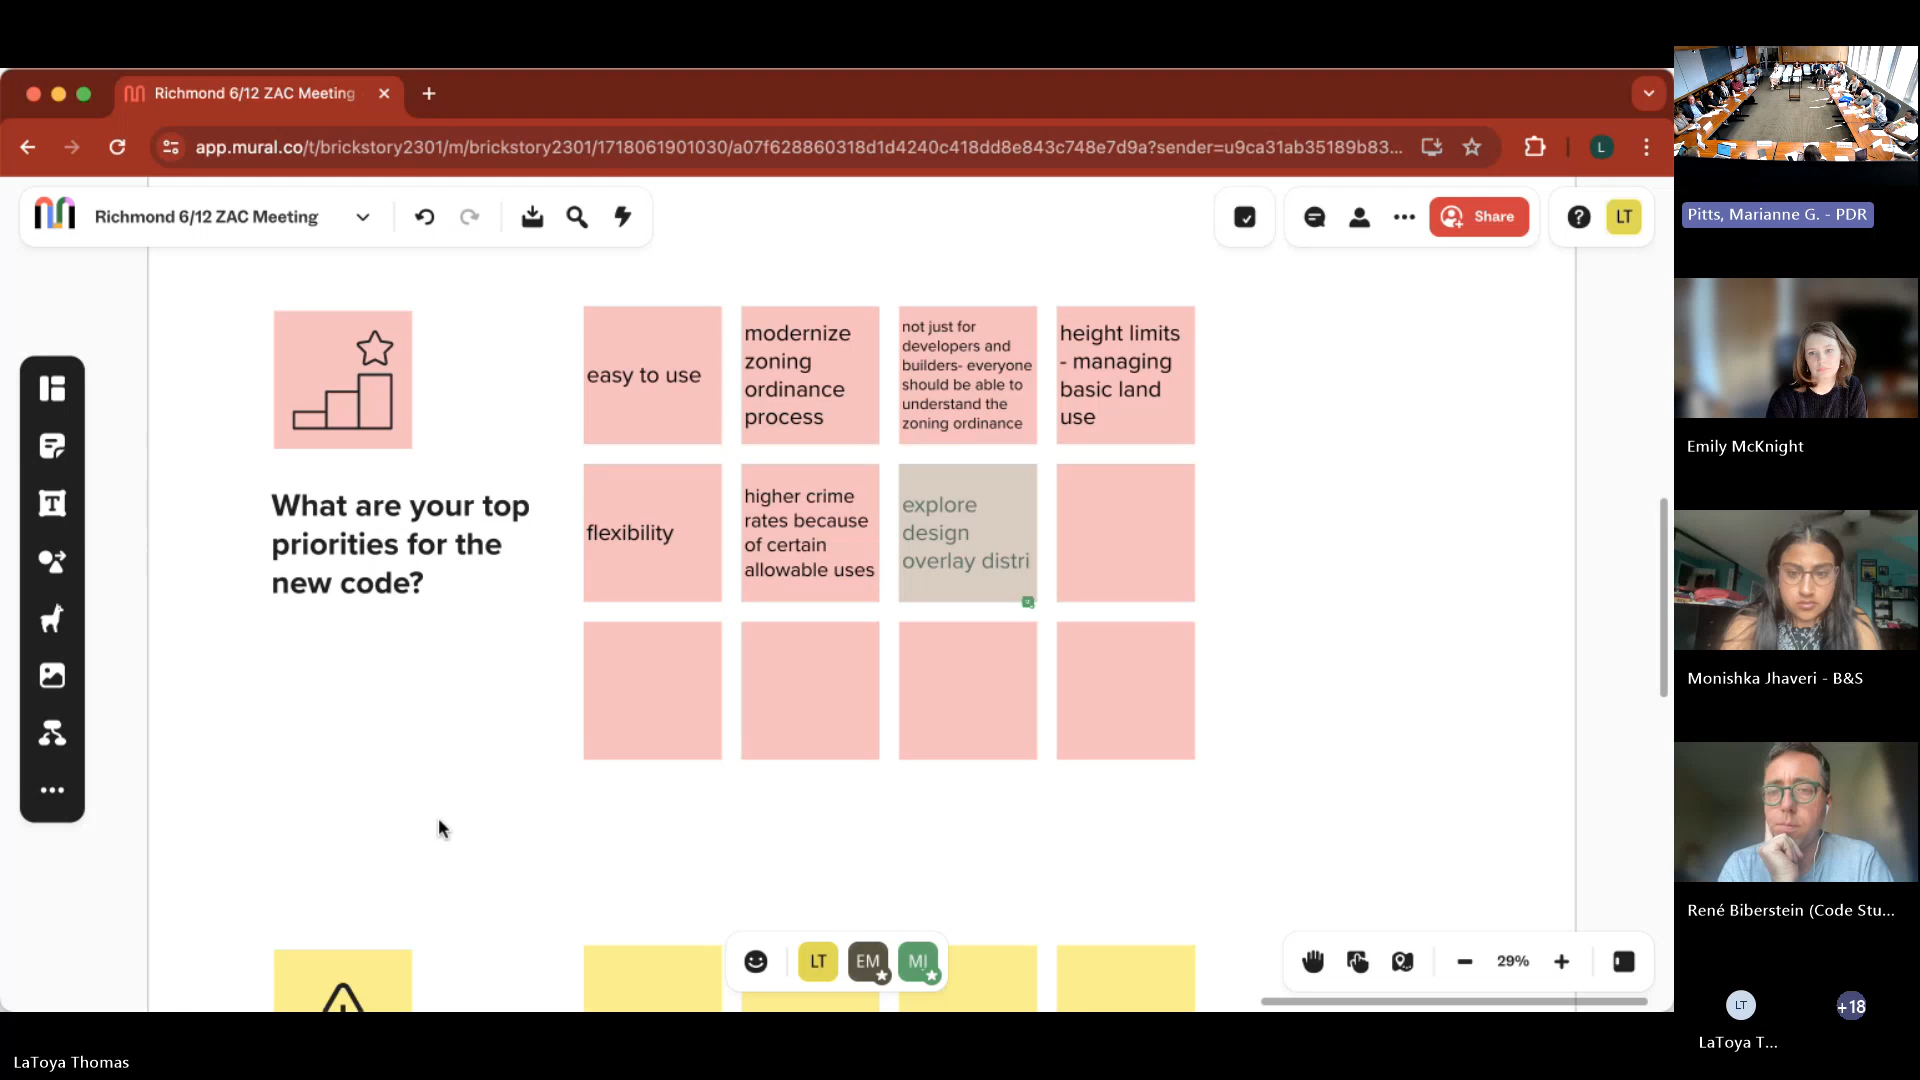 Richmond 6/12 ZAC Meeting
app.mural.co/t/brickstory2301/m/brickstory2301/1718061901030/a07f628860318d1d4240c418dd8e843c748e7d9a?sender=u9ca31ab35189b83...
L
Richmond 6/12 ZAC Meeting
Share
LT
What are your top
priorities for the
new code?
easy to use
modernize
zoning
ordinance
process
not just for
developers and
builders- everyone
should be able to
understand the
zoning ordinance
height limits
- managing
basic land
use
flexibility
higher crime
rates because
of certain
allowable uses
explore
design
overlay distri
LT
EM
MJ
29%
Pitts, Marianne G. - PDR
Emily McKnight
Monishka Jhaveri - B&S
René Biberstein (Code Stu...
LT
+18
LaToya T...
LaToya Thomas